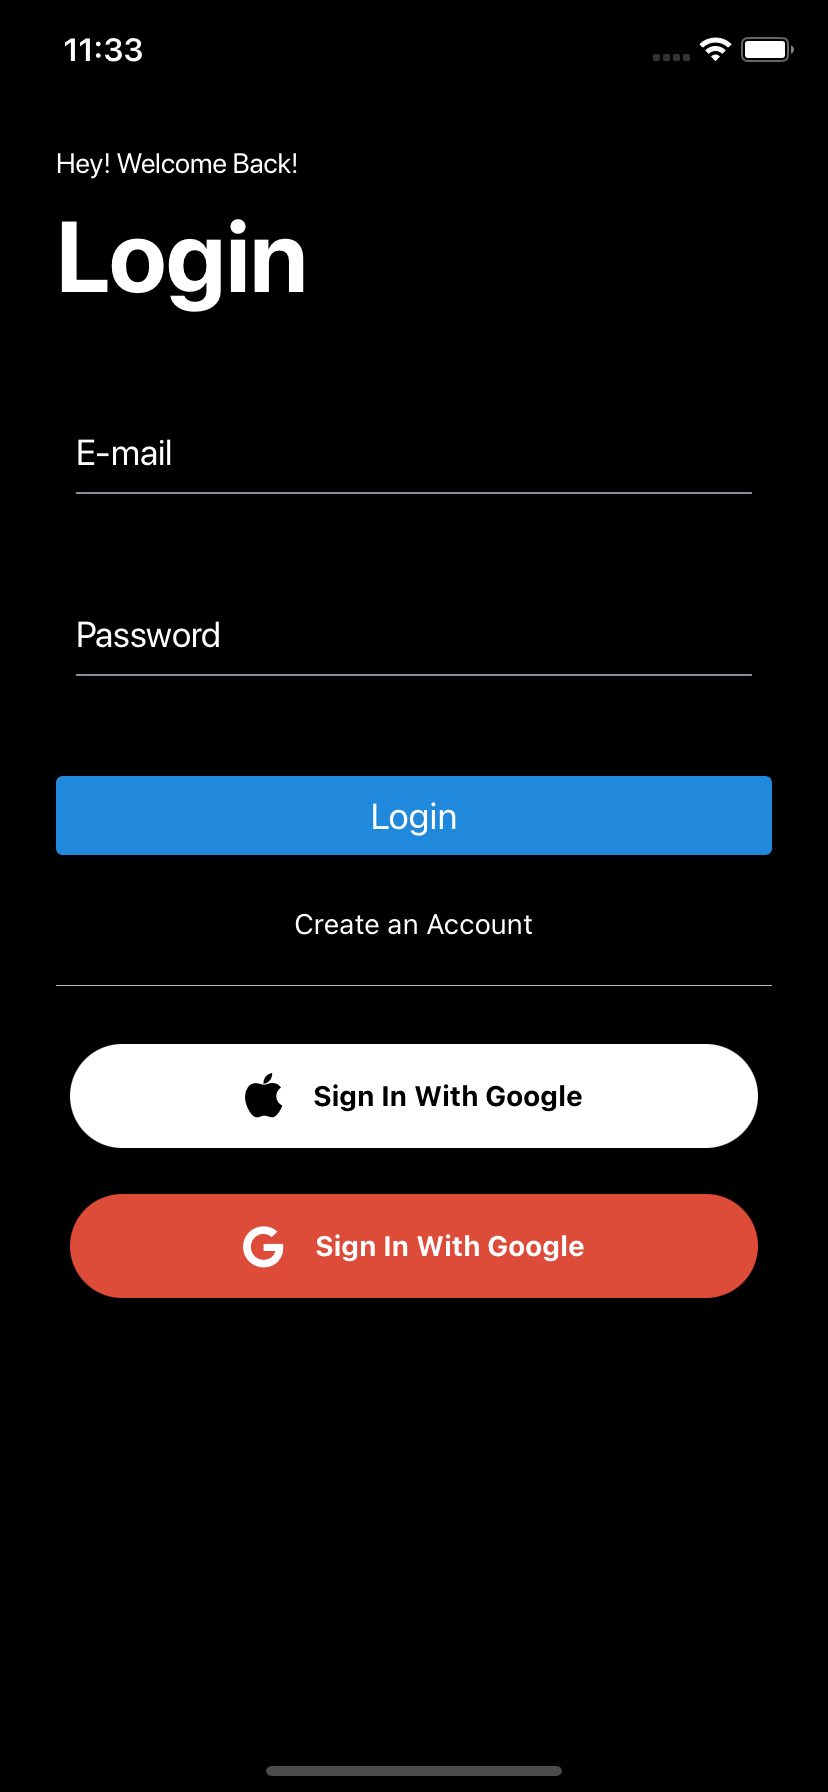 11:33
Hey! Welcome Back!
Login
E-mail
Password
Login
Create an Account
Sign In With Google
Sign In With Google